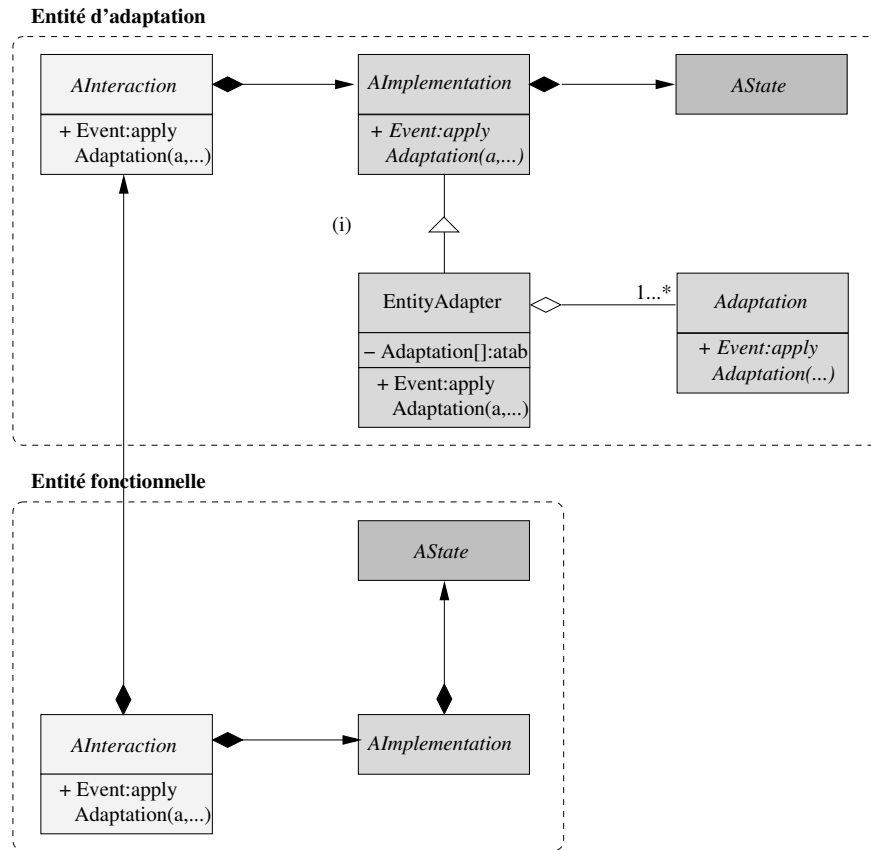 Entité d'adaptation
AInteraction
+ Event:apply
Adaptation(a,...)
AImplementation
+ Event:apply
Adaptation(a,...)
AState
(i)
EntityAdapter
− Adaptation[]:atab
+ Event:apply
Adaptation(a,...)
1...*
Adaptation
+ Event:apply
Adaptation(...)
Entité fonctionnelle
AState
AInteraction
+ Event:apply
Adaptation(a,...)
AImplementation